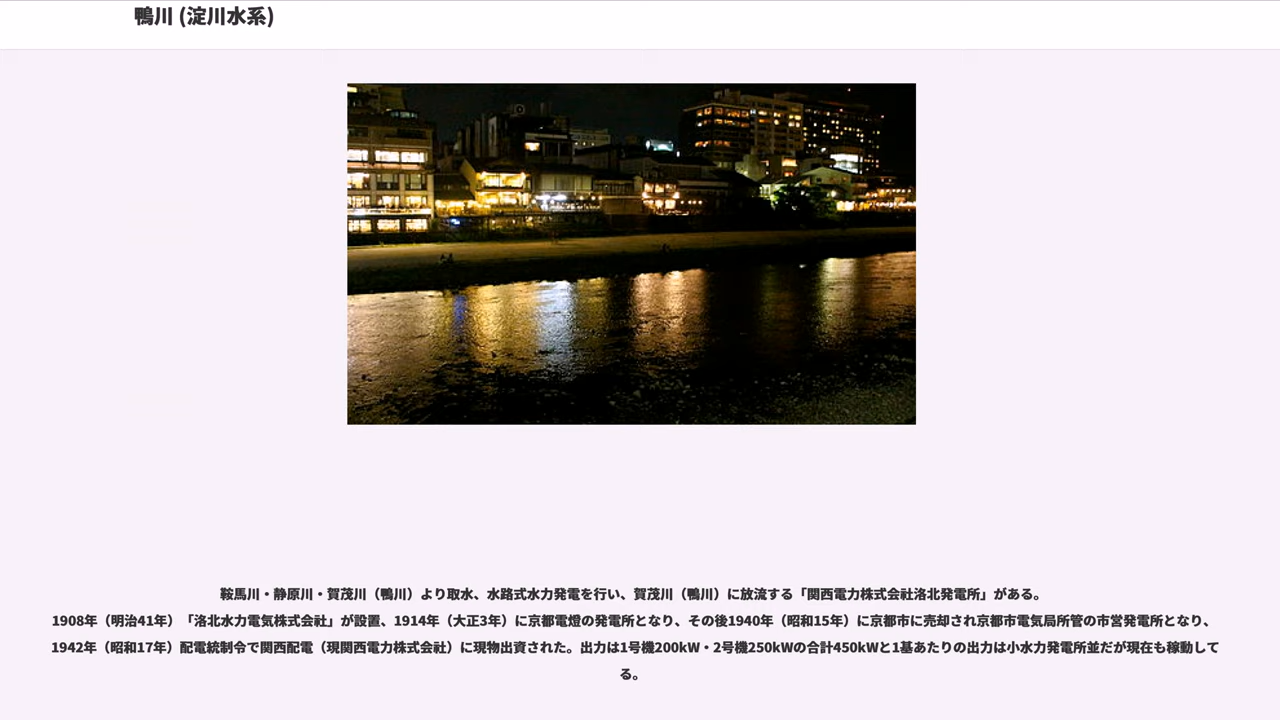 鴨川 (淀川水系)
鞍馬川・静原川・賀茂川（鴨川）より取水、水路式水力発電を行い、賀茂川（鴨川）に放流する「関西電力株式会社洛北発電所」がある。
1908年（明治41年）「洛北水力電気株式会社」が設置、1914年（大正3年）に京都電燈の発電所となり、その後1940年（昭和15年）に京都市に売却され京都市電気局所管の市営発電所となり、
1942年（昭和17年）配電統制令で関西配電（現関西電力株式会社）に現物出資された。出力は1号機200kW・2号機250kWの合計450kWと1基あたりの出力は小水力発電所並だが現在も稼動して
る。